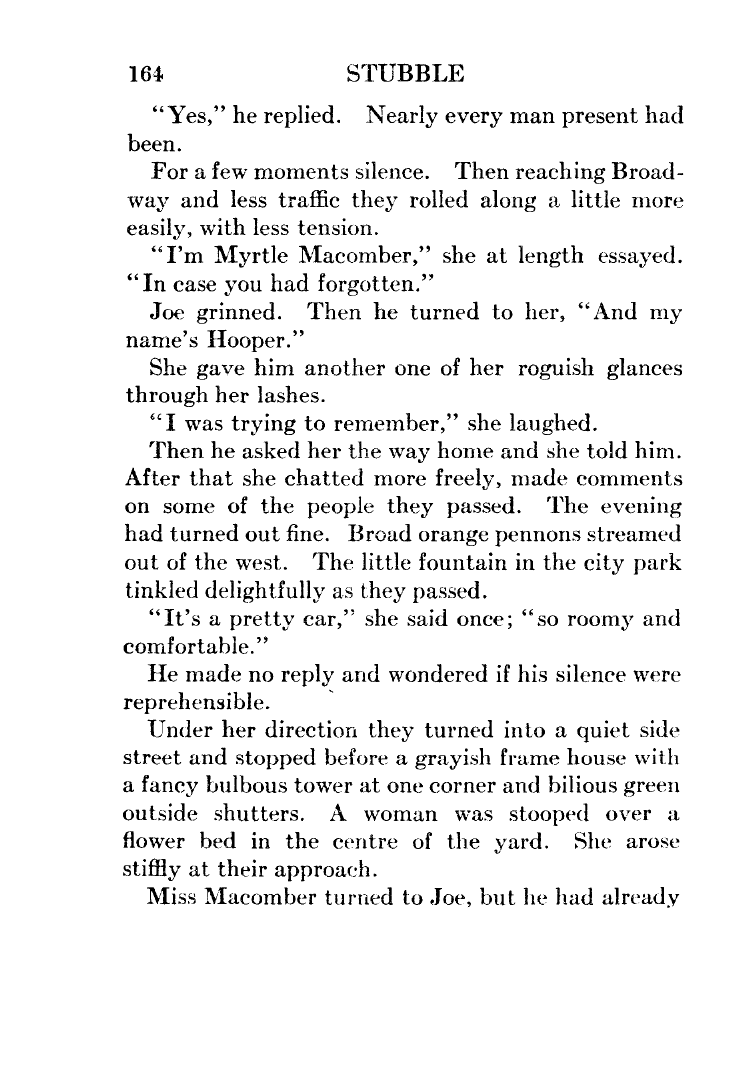 164 STUBBLE
"Yes," he replied. Nearly every man present had
been.
For a few moments silence. Then reaching Broad-
way and less traffic they rolled along a little more
easily, with less tension.
"I'm Myrtle Macomber," she at length essayed.
"In case you had forgotten."
Joe grinned. Then he turned to her, "And my
name's Hooper."
She gave him another one of her roguish glances
through her lashes.
"I was trying to remember," she laughed.
Then he asked her the way home and she told him.
After that she chatted more freely, made comments
on some of the people they passed. The evening
had turned out fine. Broad orange pennons streamed
out of the west. The little fountain in the city park
tinkled delightfully as they passed.
"It's a pretty car," she said once; "so roomy and
comfortable."
He made no reply and wondered if his silence were
reprehensible.
Under her direction they turned into a quiet side
street and stopped before a grayish frame house with
a fancy bulbous tower at one corner and bilious green
outside shutters. A woman was stooped over a
flower bed in the centre of the yard. She arose
stiffly at their approach.
Miss Macomber turned to Joe, but he had already